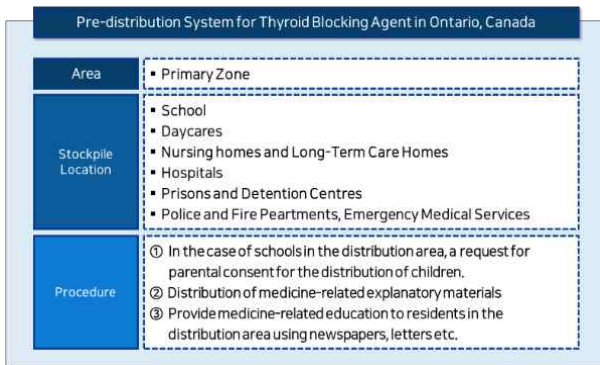 Pre-distribution System for Thyroid Blocking Agent in Ontario, Canada
Area
▪ Primary Zone
Stockpile
Location
▪ School
▪ Daycares
▪ Nursing homes and Long-Term Care Homes
▪ Hospitals
▪ Prisons and Detention Centres
▪ Police and Fire Peartments, Emergency Medical Services
Procedure
① In the case of schools in the distribution area, a request for
parental consent for the distribution of children.
② Distribution of medicine-related explanatory materials
③ Provide medicine-related education to residents in the
distribution area using newspapers, letters etc.